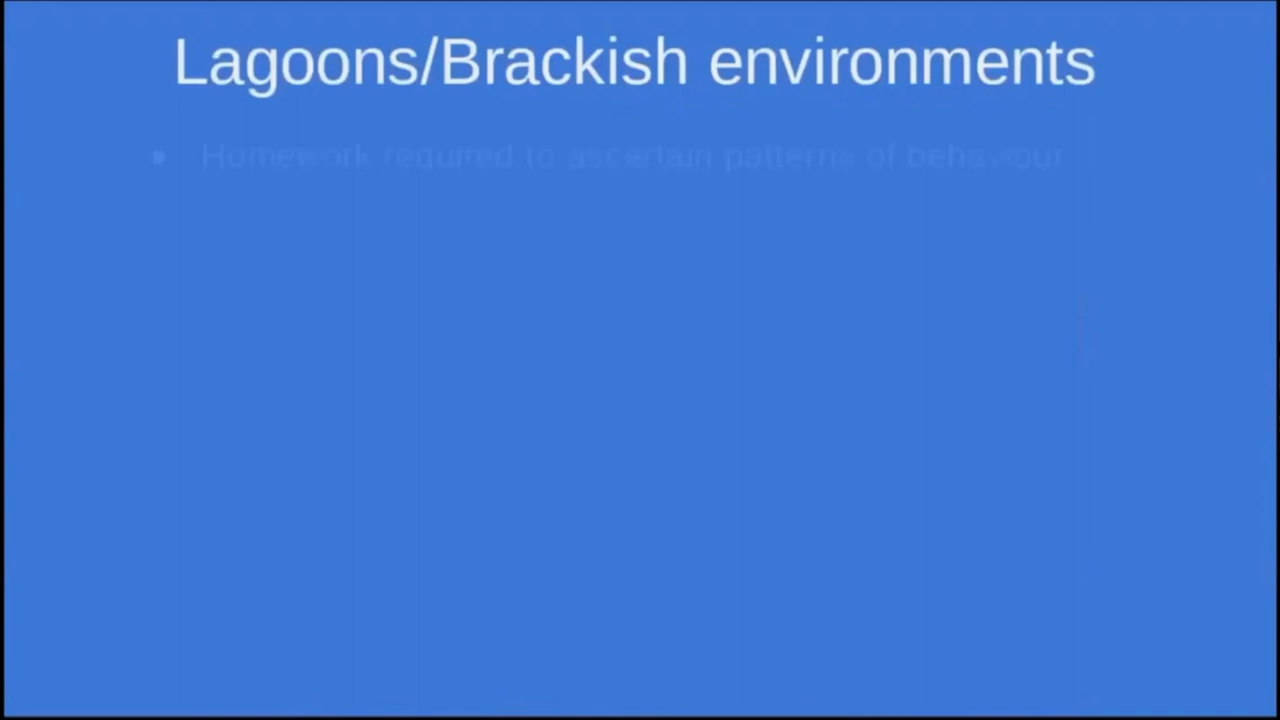 Lagoons/Brackish environments
• Homework required to ascertain patterns of behaviour